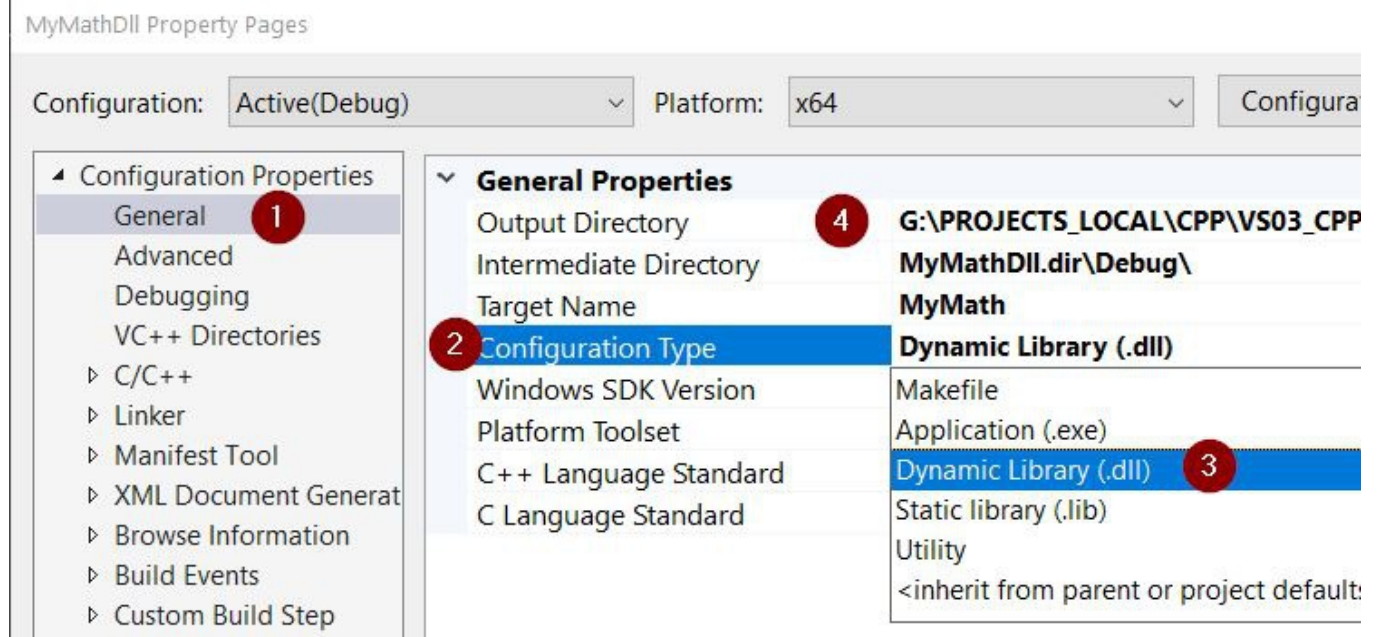 MyMathDll Property Pages
Configuration: Active(Debug) Platform: x64 Configura
Configuration Properties
General 1
Advanced
Debugging
VC++ Directories
C/C++
Linker
Manifest Tool
XML Document Generat
Browse Information
Build Events
Custom Build Step
General Properties
Output Directory 4 G:\PROJECTS_LOCAL\CPP\VS03_CPP
Intermediate Directory MyMathDll.dir\Debug\
Target Name MyMath
2 Configuration Type Dynamic Library (.dll)
Windows SDK Version
Platform Toolset
C++ Language Standard
C Language Standard
Makefile
Application (.exe)
Dynamic Library (.dll) 3
Static library (.lib)
Utility
<inherit from parent or project defaults